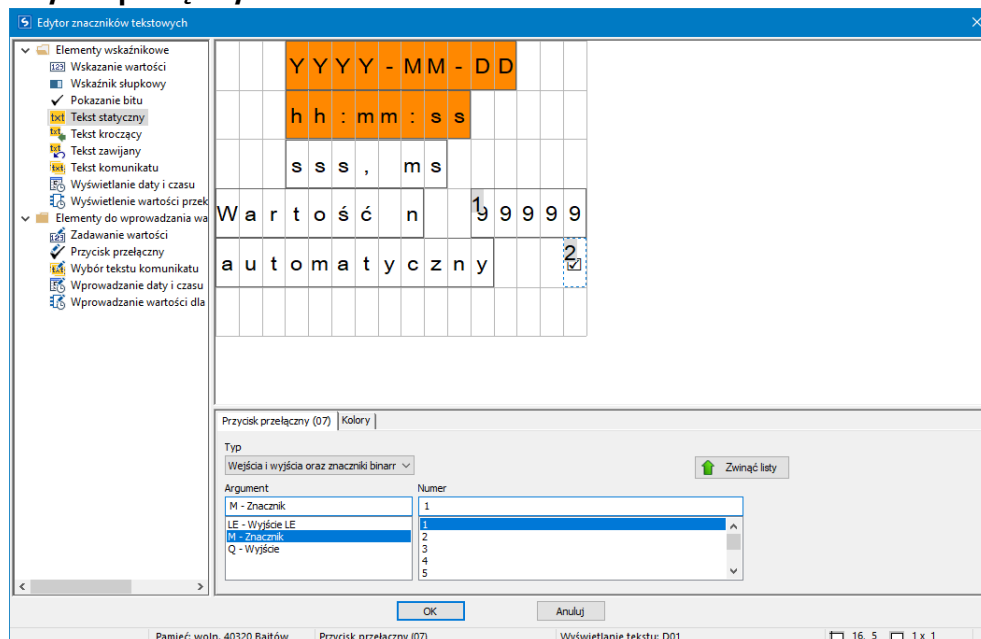 Edytor znaczników tekstowych
Elementy wskaźnikowe
Wskazanie wartości
Wskaźnik słupkowy
Pokazanie bitu
txt Tekst statyczny
txt Tekst kroczący
txt Tekst zawijany
txt Tekst komunikatu
Wyświetlanie daty i czasu
Wyświetlenie wartości przek
Elementy do wprowadzania wa
Zadawanie wartości
Przycisk przełączny
Wybór tekstu komunikatu
Wprowadzanie daty i czasu
Wprowadzanie wartości dla
YYYY-MM-DD
hh:mm:ss
sss, ms
Wartość n 1 99999
automatyczny 2
Przycisk przełączny (07) Kolory
Typ
Wejścia i wyjścia oraz znaczniki binarr
Zwinąć listy
Argument Numer
M - Znacznik 1
LE - Wyjście LE 1
M - Znacznik 2
Q - Wyjście 3
4
5
OK Anuluj
Pamięć: woln. 40320 Bajtów Przycisk przełączny (07) Wyświetlanie tekstu: D01 16, 5 1 x 1